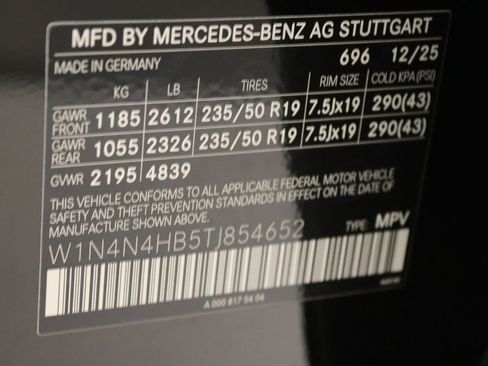 MFD BY MERCEDES-BENZ AG STUTTGART
MADE IN GERMANY 696 12/25
KG LB TIRES RIM SIZE COLD KPA(PSI)
GAWR FRONT 1185 2612 235/50 R19 7.5Jx19 290(43)
GAWR REAR 1055 2326 235/50 R19 7.5Jx19 290(43)
GVWR 2195 4839
THIS VEHICLE CONFORMS TO ALL APPLICABLE FEDERAL MOTOR VEHICLE
SAFETY AND THEFT PREVENTION STANDARDS IN EFFECT ON THE DATE OF
MANUFACTURE SHOWN ABOVE.
W1N4N4HB5TJ854652 TYPE: MPV
A 000 817 54 04